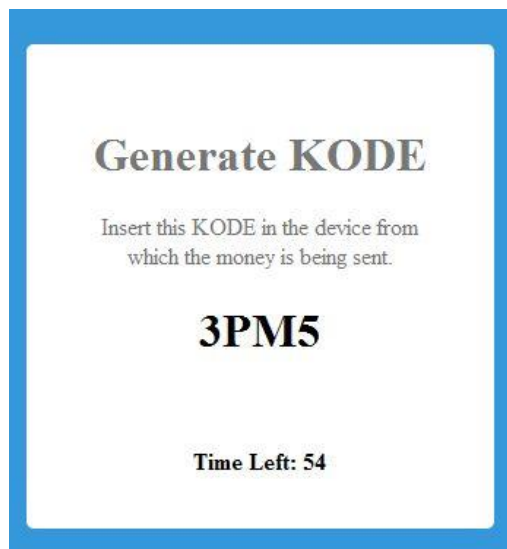 Generate KODE
Insert this KODE in the device from
which the money is being sent.
3PM5
Time Left: 54